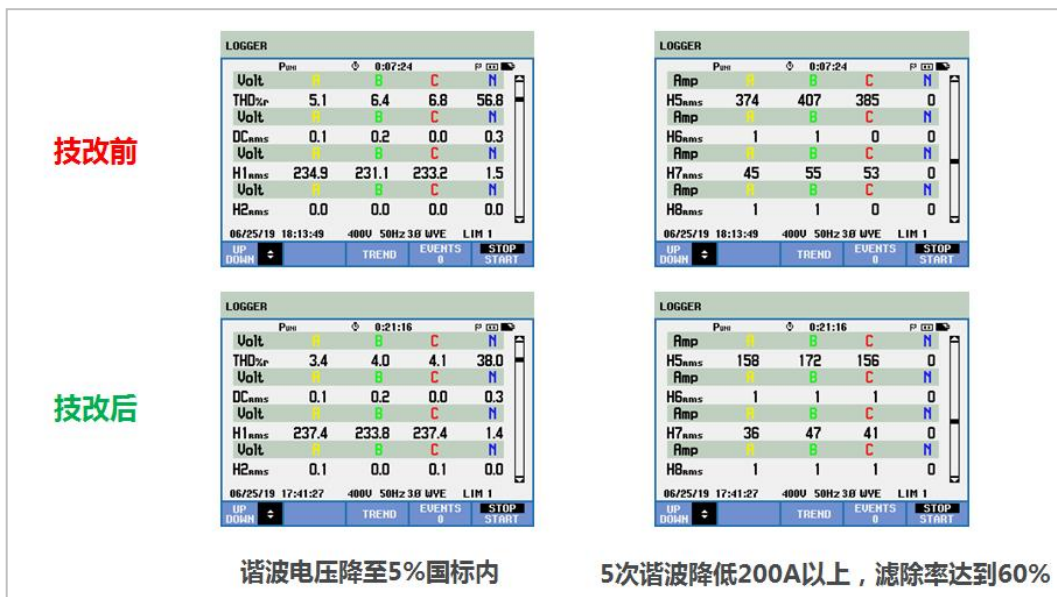 LOGGER
PUNI 0:07:24 P
Volt A B C N
THD%r 5.1 6.4 6.8 56.8
Volt A B C N
DCRMS 0.1 0.2 0.0 0.3
Volt A B C N
H1RMS 234.9 231.1 233.2 1.5
Volt A B C N
H2RMS 0.0 0.0 0.0 0.0
06/25/19 18:13:49 400V 50Hz 3Ø WYE LIM 1
UP DOWN TREND EVENTS 0 STOP START
LOGGER
PUNI 0:07:24 P
Amp A B C N
H5RMS 374 407 385 0
Amp A B C N
H6RMS 1 1 0 0
Amp A B C N
H7RMS 45 55 53 0
Amp A B C N
H8RMS 1 1 0 0
06/25/19 18:13:49 400V 50Hz 3Ø WYE LIM 1
UP DOWN TREND EVENTS 0 STOP START
技改前
LOGGER
PUNI 0:21:16 P
Volt A B C N
THD%r 3.4 4.0 4.1 38.0
Volt A B C N
DCRMS 0.1 0.2 0.0 0.3
Volt A B C N
H1RMS 237.4 233.8 237.4 1.4
Volt A B C N
H2RMS 0.1 0.0 0.1 0.0
06/25/19 17:41:27 400V 50Hz 3Ø WYE LIM 1
UP DOWN TREND EVENTS 0 STOP START
LOGGER
PUNI 0:21:16 P
Amp A B C N
H5RMS 158 172 156 0
Amp A B C N
H6RMS 1 1 1 0
Amp A B C N
H7RMS 36 47 41 0
Amp A B C N
H8RMS 1 1 1 0
06/25/19 17:41:27 400V 50Hz 3Ø WYE LIM 1
UP DOWN TREND EVENTS 0 STOP START
技改后
谐波电压降至5%国标内
5次谐波降低200A以上，滤除率达到60%